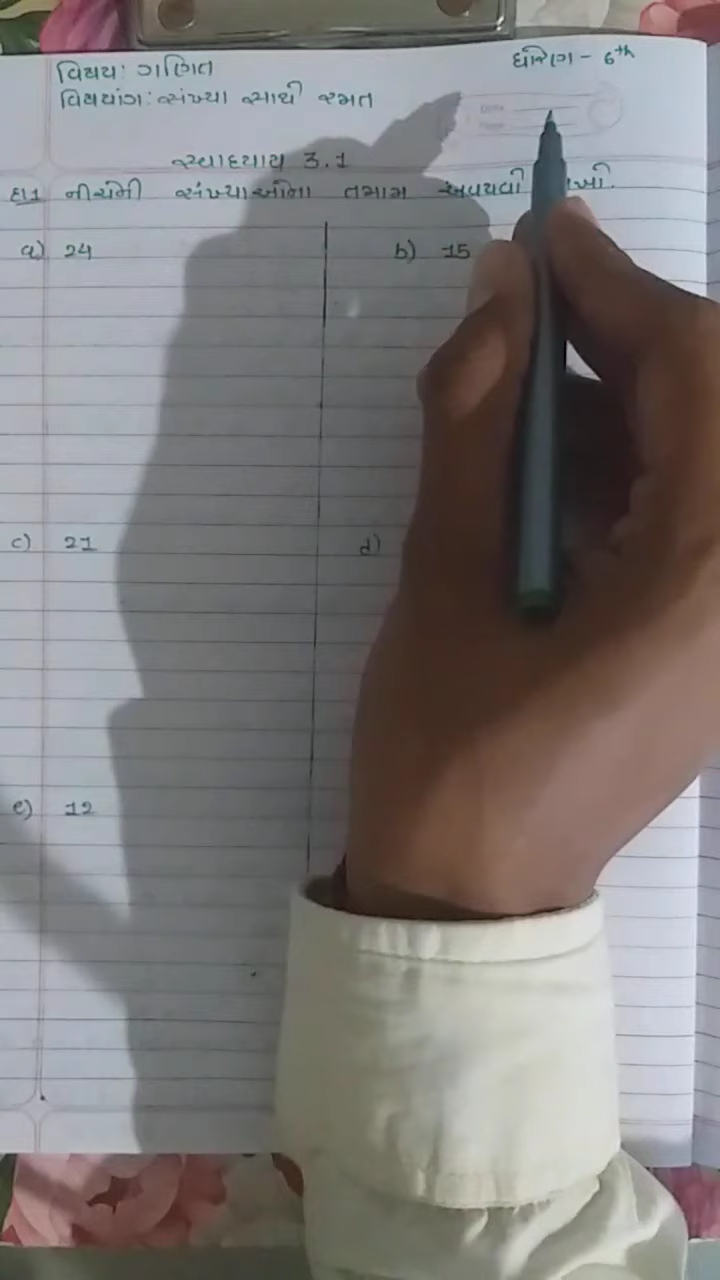 વિષય: ગણિત
ધોરણ - 6th
વિષયાંગ: સંખ્યા સાથે રમત
સ્વાધ્યાય 3.1
દા1 નીચેની સંખ્યાઓના તમામ અવયવો
a) 24
b) 15
c) 21
d)
e) 12